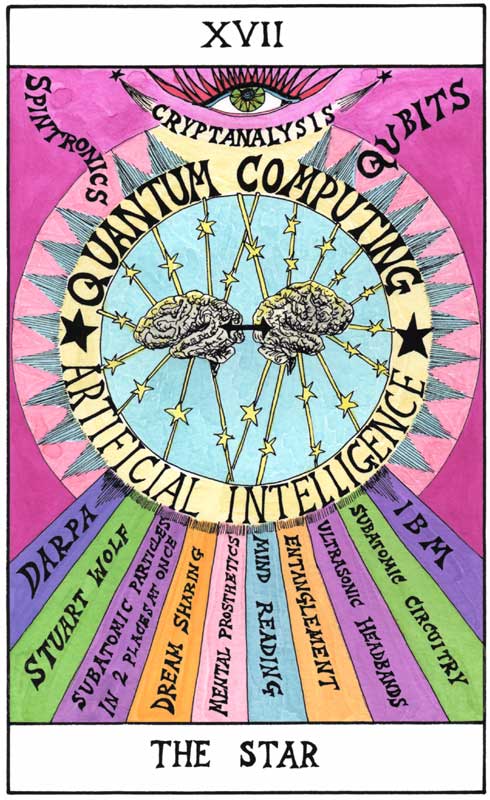 XVII
SPINTRONICS
CRYPTANALYSIS
QUBITS
QUANTUM COMPUTING
ARTIFICIAL INTELLIGENCE
DARPA
STUART WOLF
SUBATOMIC PARTICLES
IN 2 PLACES AT ONCE
DREAM SHARING
MENTAL PROSTHETICS
MIND READING
ENTANGLEMENT
ULTRASONIC HEADBANDS
SUBATOMIC CIRCUITRY
IBM
THE STAR